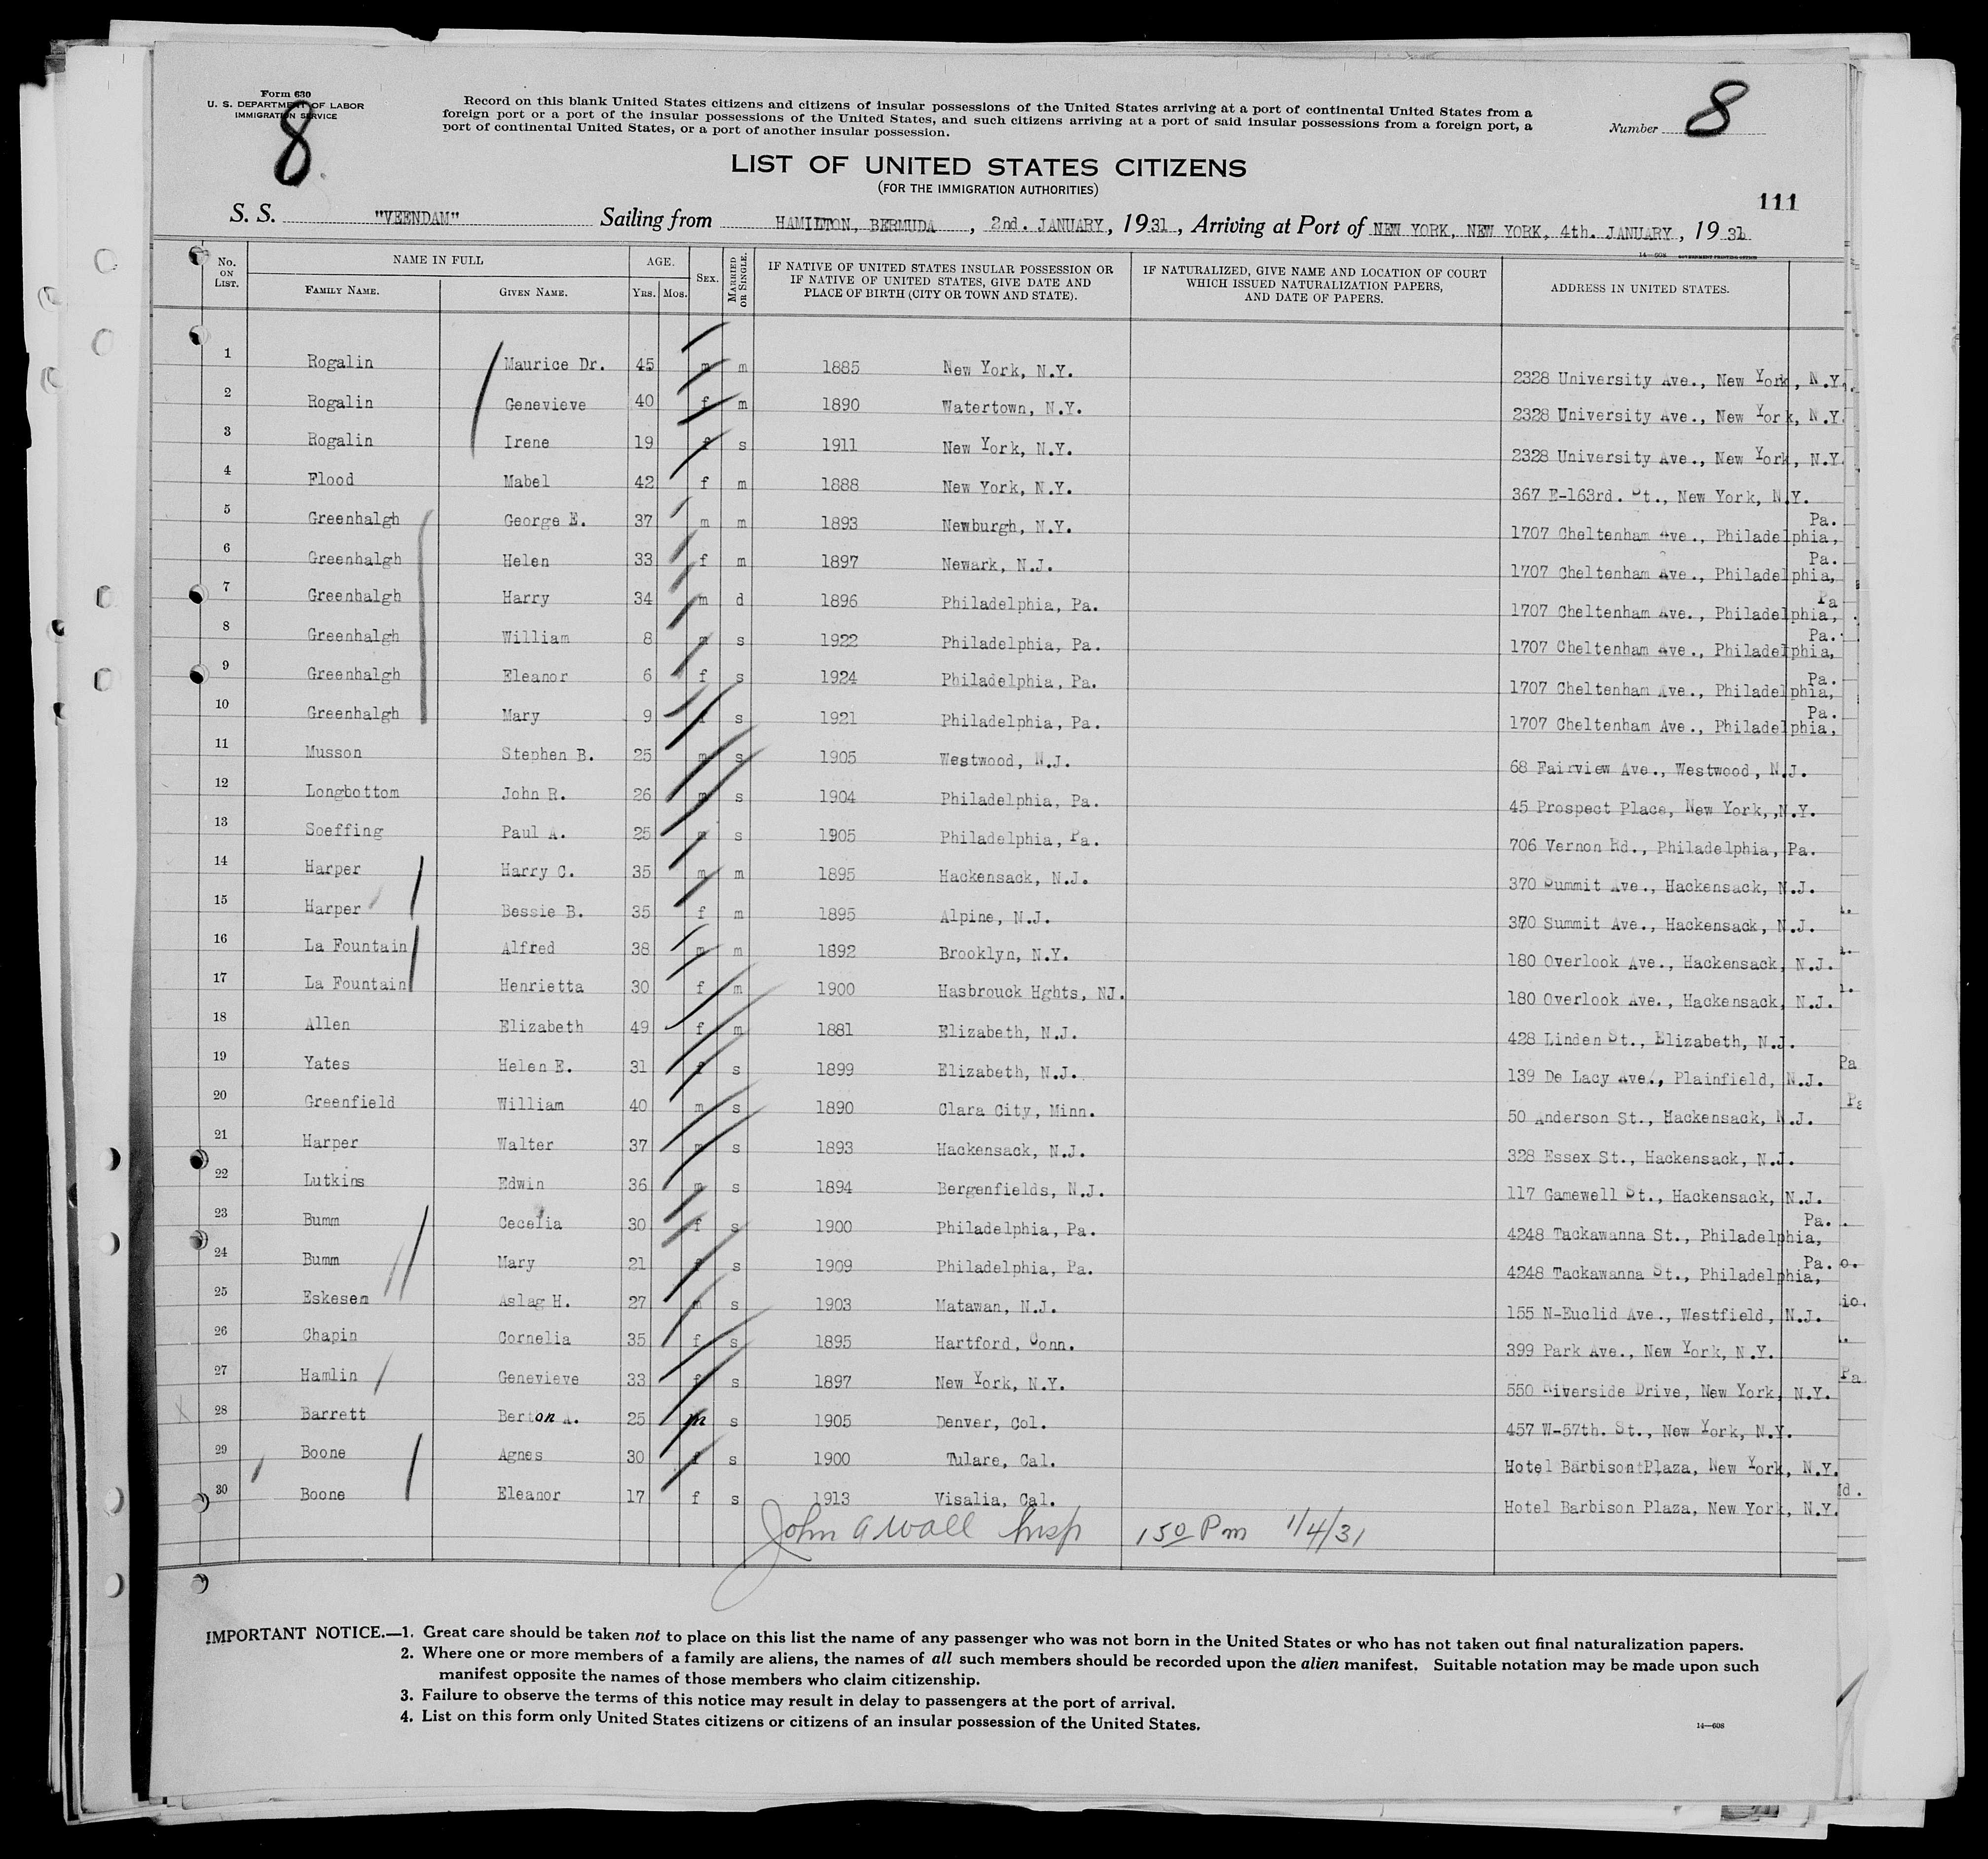 Form 630
U. S. DEPARTMENT OF LABOR
IMMIGRATION SERVICE
8
Record on this blank United States citizens and citizens of insular possessions of the United States arriving at a port of continental United States from a
foreign port or a port of the insular possessions of the United States, and such citizens arriving at a port of said insular possessions from a foreign port, a
port of continental United States, or a port of another insular possession.
Number 8
LIST OF UNITED STATES CITIZENS
(FOR THE IMMIGRATION AUTHORITIES)
111
S. S. "VEENDAM" Sailing from HAMILTON, BERMUDA, 2nd. JANUARY, 1931, Arriving at Port of NEW YORK, NEW YORK, 4th. JANUARY, 1931
14—608 GOVERNMENT PRINTING OFFICE
No. ON LIST. NAME IN FULL FAMILY NAME. GIVEN NAME. AGE. YRS. MOS. SEX. MARRIED OR SINGLE. IF NATIVE OF UNITED STATES INSULAR POSSESSION OR IF NATIVE OF UNITED STATES, GIVE DATE AND PLACE OF BIRTH (CITY OR TOWN AND STATE). IF NATURALIZED, GIVE NAME AND LOCATION OF COURT WHICH ISSUED NATURALIZATION PAPERS, AND DATE OF PAPERS. ADDRESS IN UNITED STATES.
1 Rogalin Maurice Dr. 45 m m 1885 New York, N.Y. 2328 University Ave., New York, N.Y.
2 Rogalin Genevieve 40 f m 1890 Watertown, N.Y. 2328 University Ave., New York, N.Y.
3 Rogalin Irene 19 f s 1911 New York, N.Y. 2328 University Ave., New York, N.Y.
4 Flood Mabel 42 f m 1888 New York, N.Y. 367 E-163rd. St., New York, N.Y.
5 Greenhalgh George E. 37 m m 1893 Newburgh, N.Y. 1707 Cheltenham Ave., Philadelphia, Pa.
6 Greenhalgh Helen 33 f m 1897 Newark, N.J. 1707 Cheltenham Ave., Philadelphia, Pa.
7 Greenhalgh Harry 34 m d 1896 Philadelphia, Pa. 1707 Cheltenham Ave., Philadelphia, Pa
8 Greenhalgh William 8 m s 1922 Philadelphia, Pa. 1707 Cheltenham Ave., Philadelphia, Pa.
9 Greenhalgh Eleanor 6 f s 1924 Philadelphia, Pa. 1707 Cheltenham Ave., Philadelphia, Pa.
10 Greenhalgh Mary 9 f s 1921 Philadelphia, Pa. 1707 Cheltenham Ave., Philadelphia, Pa.
11 Musson Stephen B. 25 m s 1905 Westwood, N.J. 68 Fairview Ave., Westwood, N.J.
12 Longbottom John R. 26 m s 1904 Philadelphia, Pa. 45 Prospect Place, New York,,N.Y.
13 Soeffing Paul A. 25 m s 1905 Philadelphia, Pa. 706 Vernon Rd., Philadelphia, Pa.
14 Harper Harry C. 35 m m 1895 Hackensack, N.J. 370 Summit Ave., Hackensack, N.J.
15 Harper Bessie B. 35 f m 1895 Alpine, N.J. 370 Summit Ave., Hackensack, N.J.
16 La Fountain Alfred 38 m m 1892 Brooklyn, N.Y. 180 Overlook Ave., Hackensack, N.J.
17 La Fountain Henrietta 30 f m 1900 Hasbrouck Hghts, NJ. 180 Overlook Ave., Hackensack, N.J.
18 Allen Elizabeth 49 f m 1881 Elizabeth, N.J. 428 Linden St., Elizabeth, N.J.
19 Yates Helen E. 31 f s 1899 Elizabeth, N.J. 139 De Lacy Ave., Plainfield, N.J.
20 Greenfield William 40 m s 1890 Clara City, Minn. 50 Anderson St., Hackensack, N.J.
21 Harper Walter 37 m s 1893 Hackensack, N.J. 328 Essex St., Hackensack, N.J.
22 Lutkins Edwin 36 m s 1894 Bergenfields, N.J. 117 Gamewell St., Hackensack, N.J.
23 Bumm Cecelia 30 f s 1900 Philadelphia, Pa. 4248 Tackawanna St., Philadelphia, Pa.
24 Bumm Mary 21 f s 1909 Philadelphia, Pa. 4248 Tackawanna St., Philadelphia, Pa.
25 Eskesen Aslag H. 27 m s 1903 Matawan, N.J. 155 N-Euclid Ave., Westfield, N.J.
26 Chapin Cornelia 35 f s 1895 Hartford, Conn. 399 Park Ave., New York, N.Y.
27 Hamlin Genevieve 33 f s 1897 New York, N.Y. 550 Riverside Drive, New York, N.Y.
28 Barrett Berton A. 25 m s 1905 Denver, Col. 457 W-57th. St., New York, N.Y.
29 Boone Agnes 30 f s 1900 Tulare, Cal. Hotel Barbison Plaza, New York, N.Y.
30 Boone Eleanor 17 f s 1913 Visalia, Cal. Hotel Barbison Plaza, New York, N.Y.
John A Wall Insp 150 Pm 1/4/31
IMPORTANT NOTICE.—1. Great care should be taken not to place on this list the name of any passenger who was not born in the United States or who has not taken out final naturalization papers.
2. Where one or more members of a family are aliens, the names of all such members should be recorded upon the alien manifest. Suitable notation may be made upon such
manifest opposite the names of those members who claim citizenship.
3. Failure to observe the terms of this notice may result in delay to passengers at the port of arrival.
4. List on this form only United States citizens or citizens of an insular possession of the United States.
14—608